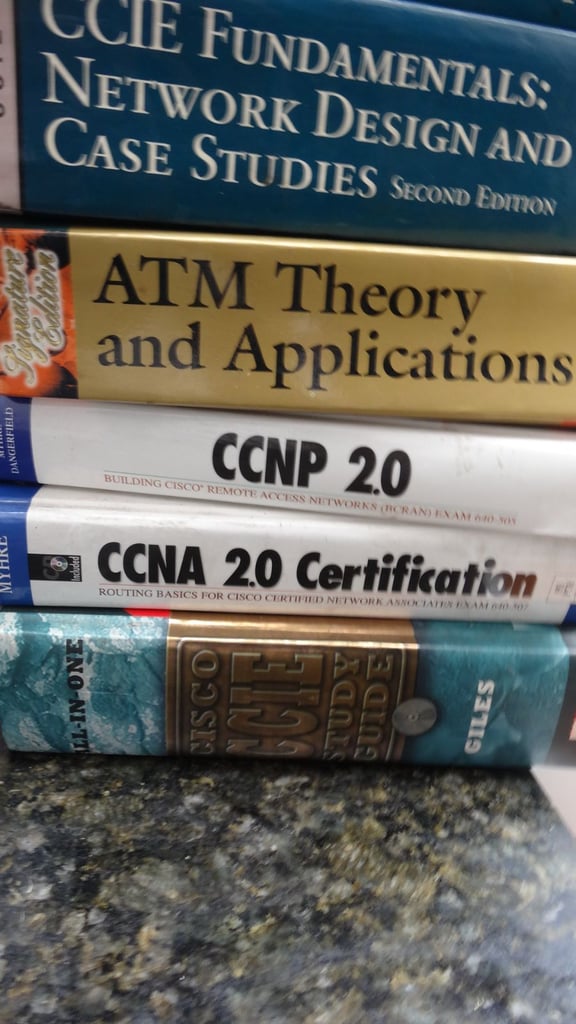 CCIE FUNDAMENTALS:
NETWORK DESIGN AND
CASE STUDIES SECOND EDITION
Signature
Edition
ATM Theory
and Applications
DANGERFIELD
CCNP 2.0
BUILDING CISCO® REMOTE ACCESS NETWORKS (BCRAN) EXAM 640-505
MYHRE
CD
Included
CCNA 2.0 Certification
ROUTING BASICS FOR CISCO CERTIFIED NETWORK ASSOCIATES EXAM 640-507
ALL-IN-ONE
CISCO
CCIE
STUDY
GUIDE
GILES